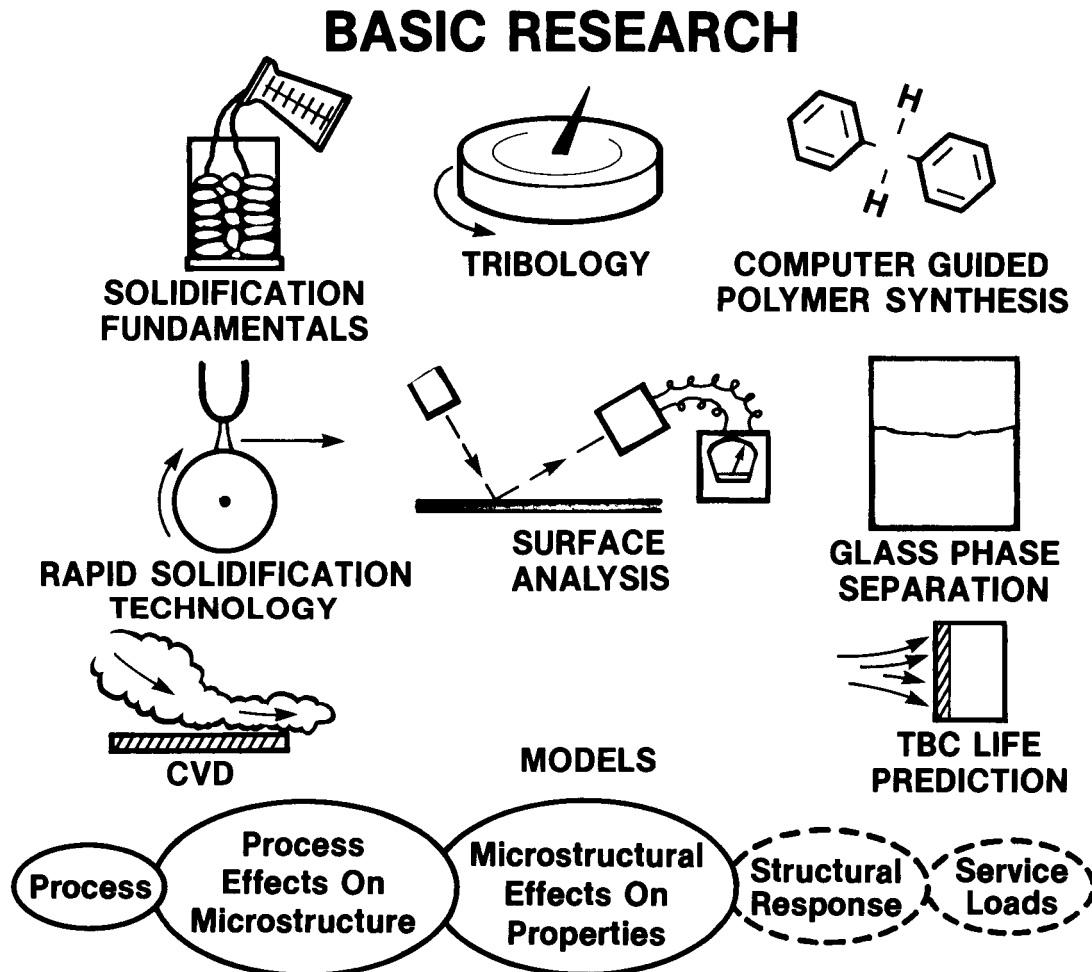 BASIC RESEARCH
SOLIDIFICATION
FUNDAMENTALS
TRIBOLOGY
H
H
COMPUTER GUIDED
POLYMER SYNTHESIS
RAPID SOLIDIFICATION
TECHNOLOGY
SURFACE
ANALYSIS
GLASS PHASE
SEPARATION
CVD
MODELS
TBC LIFE
PREDICTION
Process
Process
Effects On
Microstructure
Microstructural
Effects On
Properties
Structural
Response
Service
Loads